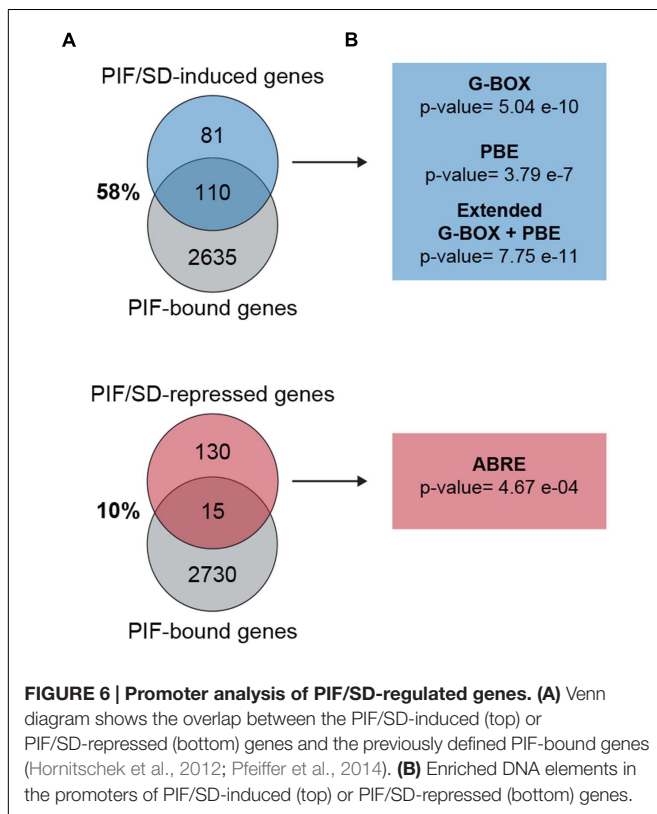 A
B
PIF/SD-induced genes
81
58%
110
2635
PIF-bound genes
G-BOX
p-value= 5.04 e-10
PBE
p-value= 3.79 e-7
Extended
G-BOX + PBE
p-value= 7.75 e-11
PIF/SD-repressed genes
130
10%
15
2730
PIF-bound genes
ABRE
p-value= 4.67 e-04
FIGURE 6 | Promoter analysis of PIF/SD-regulated genes. (A) Venn
diagram shows the overlap between the PIF/SD-induced (top) or
PIF/SD-repressed (bottom) genes and the previously defined PIF-bound genes
(Hornitschek et al., 2012; Pfeiffer et al., 2014). (B) Enriched DNA elements in
the promoters of PIF/SD-induced (top) or PIF/SD-repressed (bottom) genes.